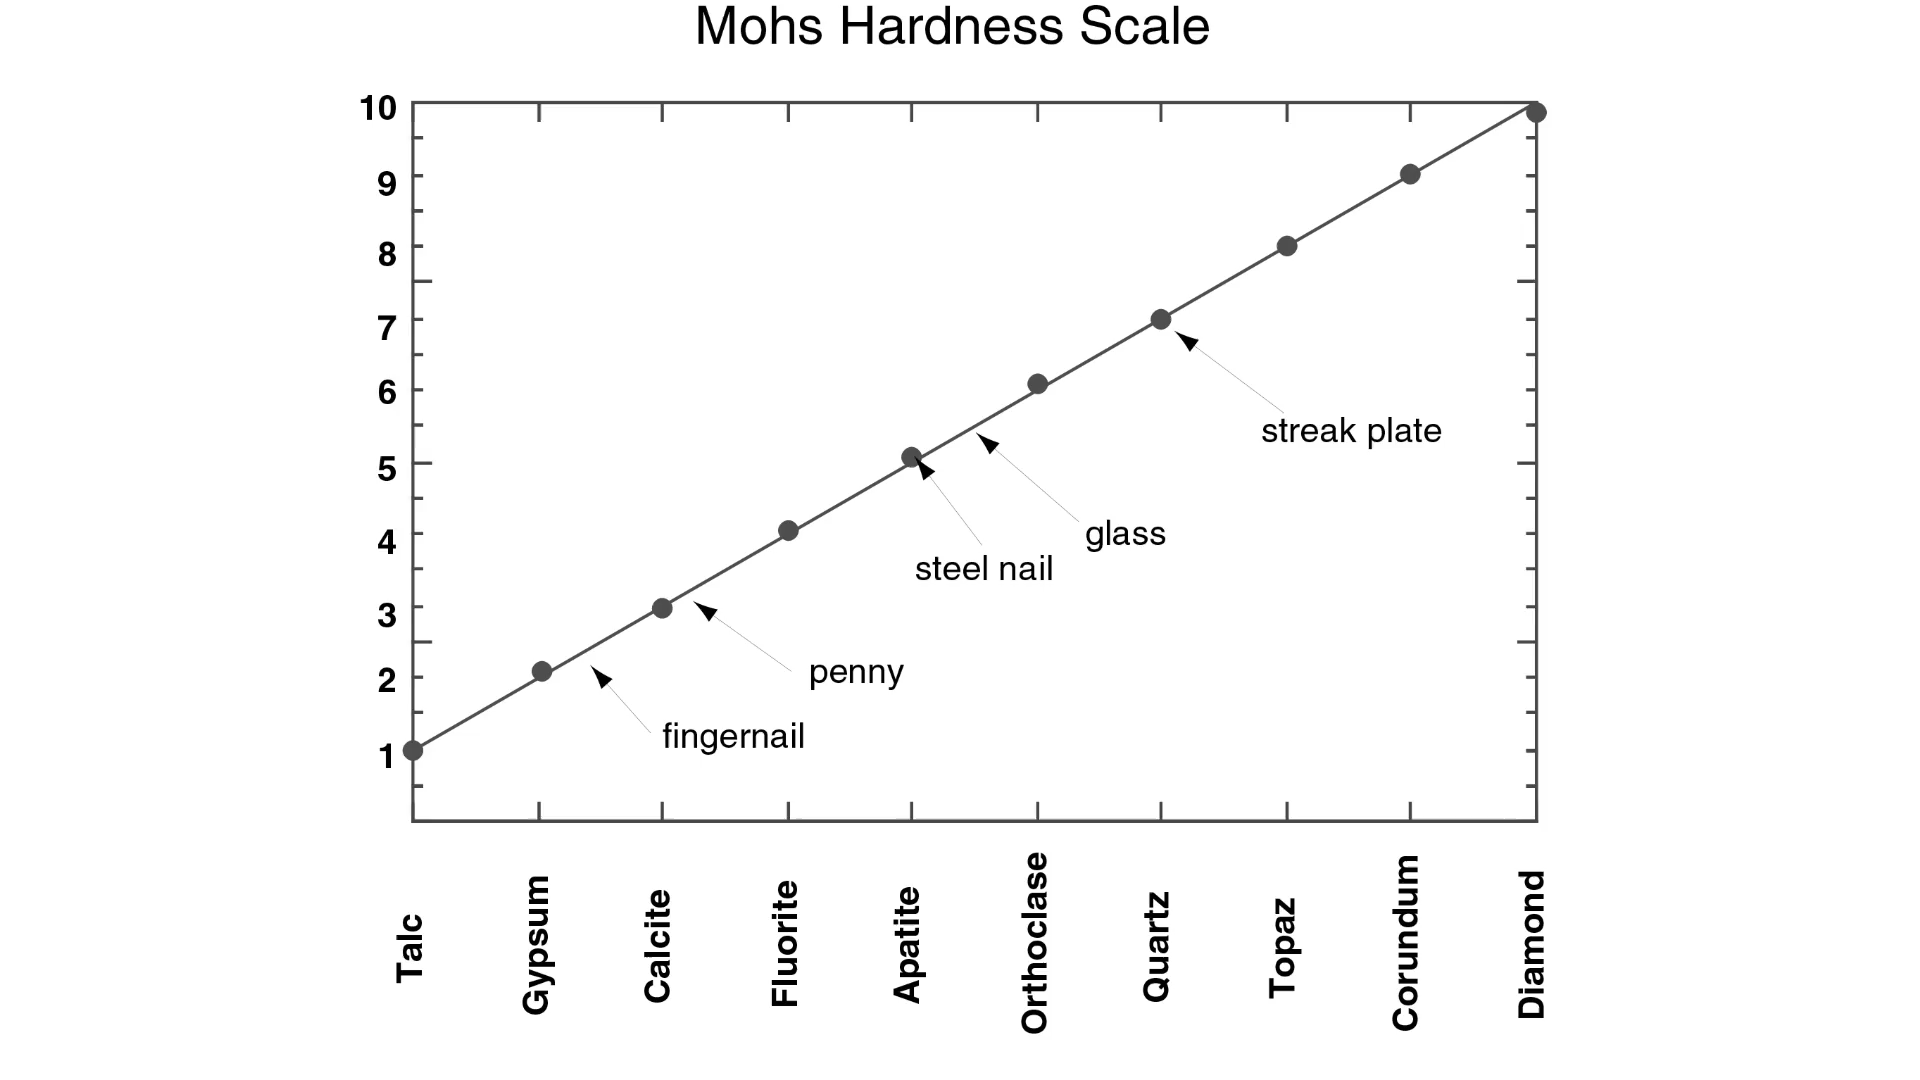 Mohs Hardness Scale
10
9
8
7
6
5
4
3
2
1
streak plate
glass
steel nail
penny
fingernail
Talc
Gypsum
Calcite
Fluorite
Apatite
Orthoclase
Quartz
Topaz
Corundum
Diamond